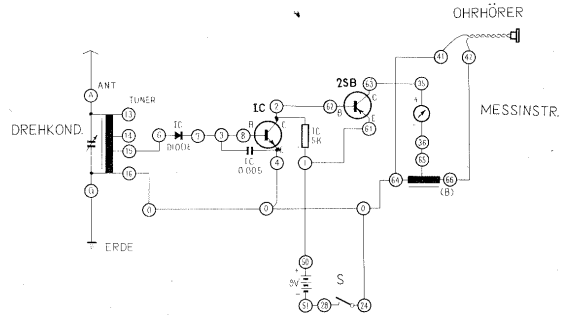 OHRHÖRER
41
42
ANT
A
TUNER
13
14
15
16
DREHKOND.
G
ERDE
6
IC
7
3
8
B
I.C
C
IC
0.005
2
4
IC
5K
1
62
B
2SB
63
C
E
61
35
+
-
36
65
MESSINSTR.
64
66
(B)
0
0
0
50
+
9V
-
51
28
S
24